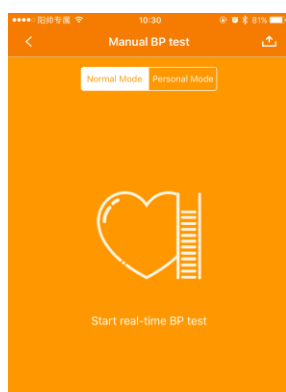 阳帅专属 10:30 81%
Manual BP test
Normal Mode Personal Mode
Start real-time BP test